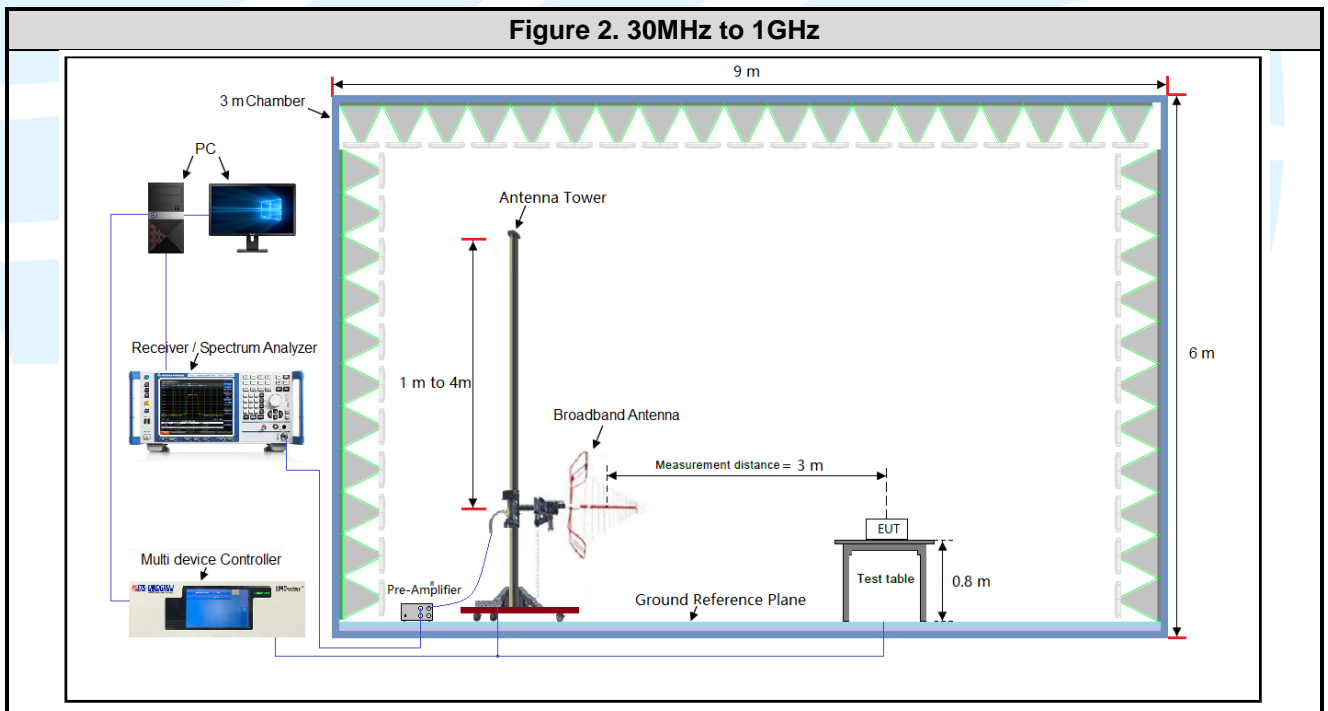 Figure 2. 30MHz to 1GHz
9 m
3 m Chamber
PC
Antenna Tower
Receiver / Spectrum Analyzer
1 m to 4m
6 m
Broadband Antenna
Measurement distance = 3 m
EUT
Multi device Controller
Test table
0.8 m
Pre-Amplifier
Ground Reference Plane